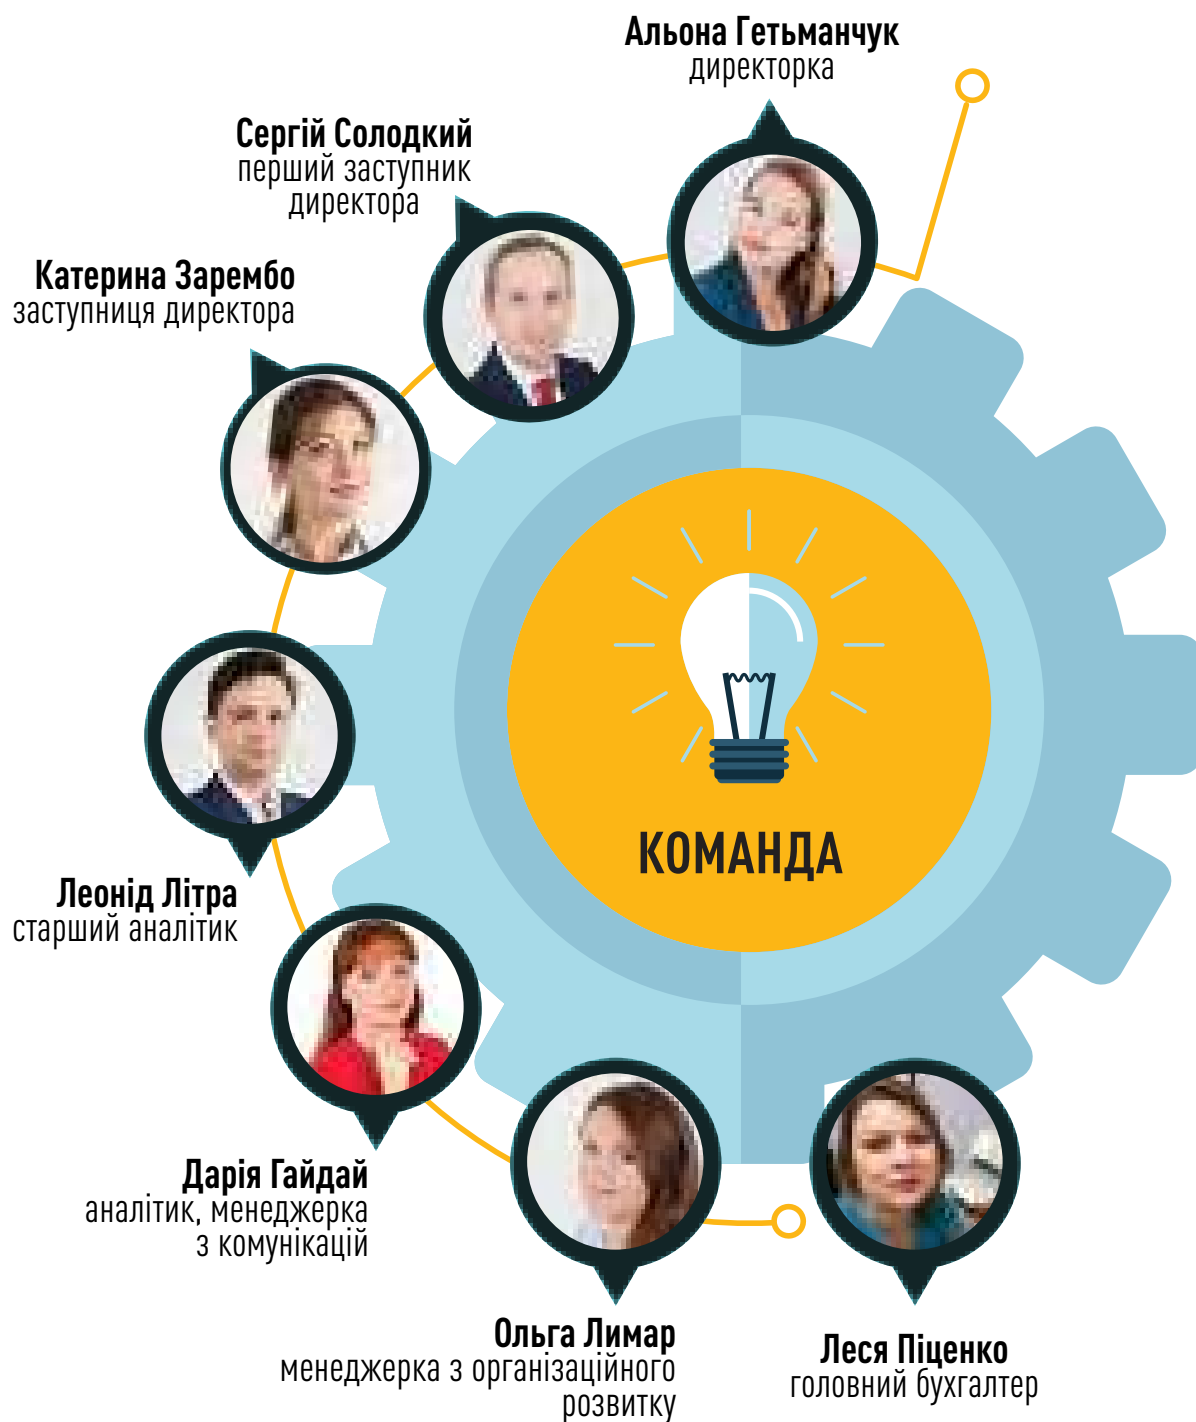 Альона Гетьманчук
директорка
Сергій Солодкий
перший заступник
директора
Катерина Зарембо
заступниця директора
КОМАНДА
Леонід Літра
старший аналітик
Дарія Гайдай
аналітик, менеджерка
з комунікацій
Ольга Лимар
менеджерка з організаційного
розвитку
Леся Піценко
головний бухгалтер